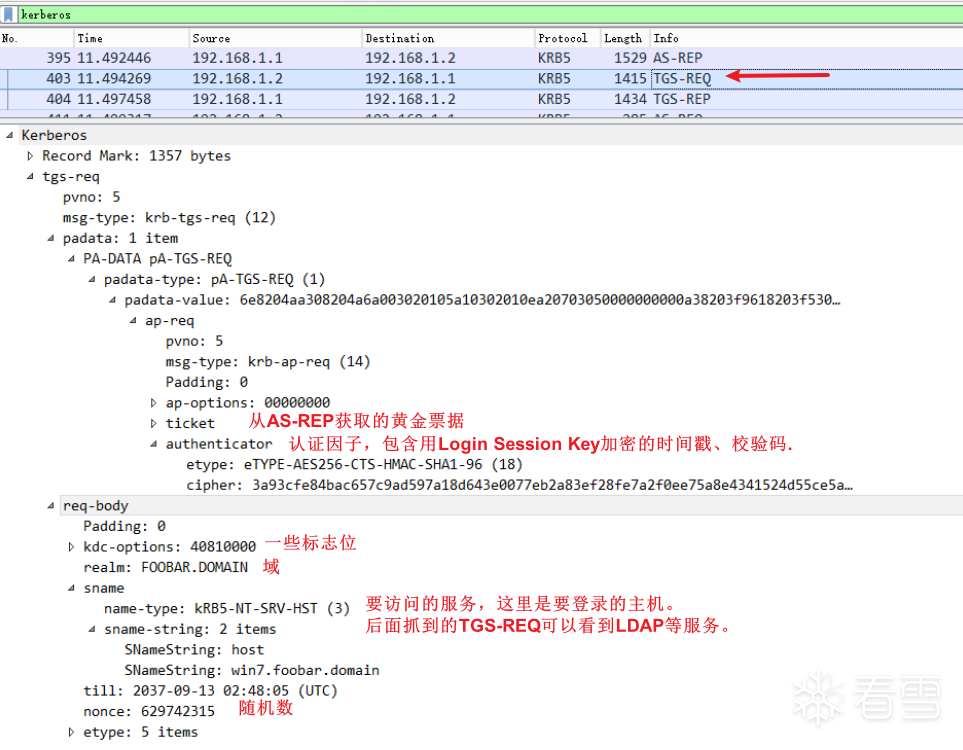 kerberos
No. Time Source Destination Protocol Length Info
395 11.492446 192.168.1.1 192.168.1.2 KRB5 1529 AS-REP
403 11.494269 192.168.1.2 192.168.1.1 KRB5 1415 TGS-REQ
404 11.497458 192.168.1.1 192.168.1.2 KRB5 1434 TGS-REP
Kerberos
Record Mark: 1357 bytes
tgs-req
pvno: 5
msg-type: krb-tgs-req (12)
padata: 1 item
PA-DATA pA-TGS-REQ
padata-type: pA-TGS-REQ (1)
padata-value: 6e8204aa308204a6a003020105a10302010ea20703050000000000a38203f9618203f530…
ap-req
pvno: 5
msg-type: krb-ap-req (14)
Padding: 0
ap-options: 00000000
ticket 从AS-REP获取的黄金票据
authenticator 认证因子，包含用Login Session Key加密的时间戳、校验码.
etype: eTYPE-AES256-CTS-HMAC-SHA1-96 (18)
cipher: 3a93cfe84bac657c9ad597a18d643e0077eb2a83ef28fe7a2f0ee75a8e4341524d55ce5a…
req-body
Padding: 0
kdc-options: 40810000 一些标志位
realm: FOOBAR.DOMAIN 域
sname
name-type: kRB5-NT-SRV-HST (3) 要访问的服务，这里是要登录的主机。
sname-string: 2 items 后面抓到的TGS-REQ可以看到LDAP等服务。
SNameString: host
SNameString: win7.foobar.domain
till: 2037-09-13 02:48:05 (UTC)
nonce: 629742315 随机数
etype: 5 items
看雪